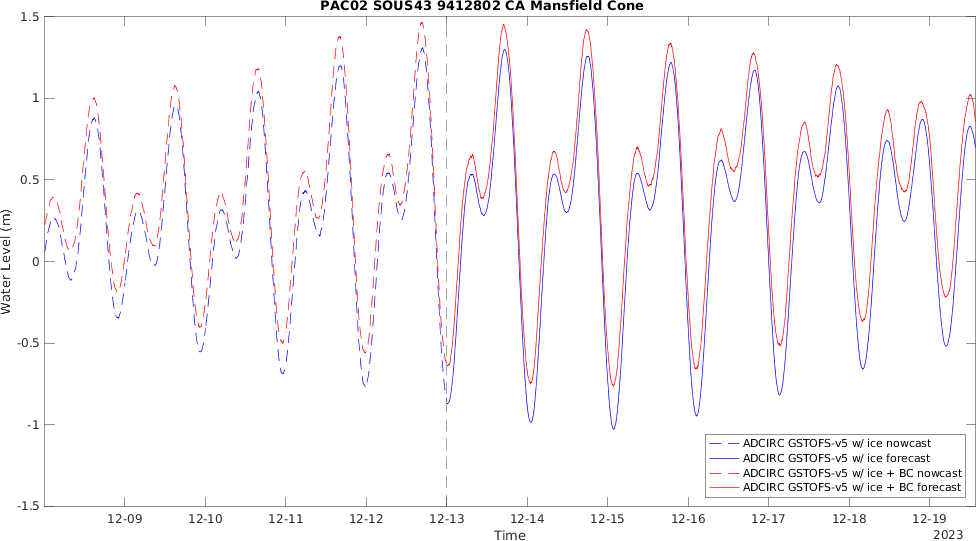 PAC02 SOUS43 9412802 CA Mansfield Cone
1.5
1
0.5
0
-0.5
-1
-1.5
Water Level (m)
ADCIRC GSTOFS-v5 w/ ice nowcast
ADCIRC GSTOFS-v5 w/ ice forecast
ADCIRC GSTOFS-v5 w/ ice + BC nowcast
ADCIRC GSTOFS-v5 w/ ice + BC forecast
12-09 12-10 12-11 12-12 12-13 12-14 12-15 12-16 12-17 12-18 12-19
Time
2023